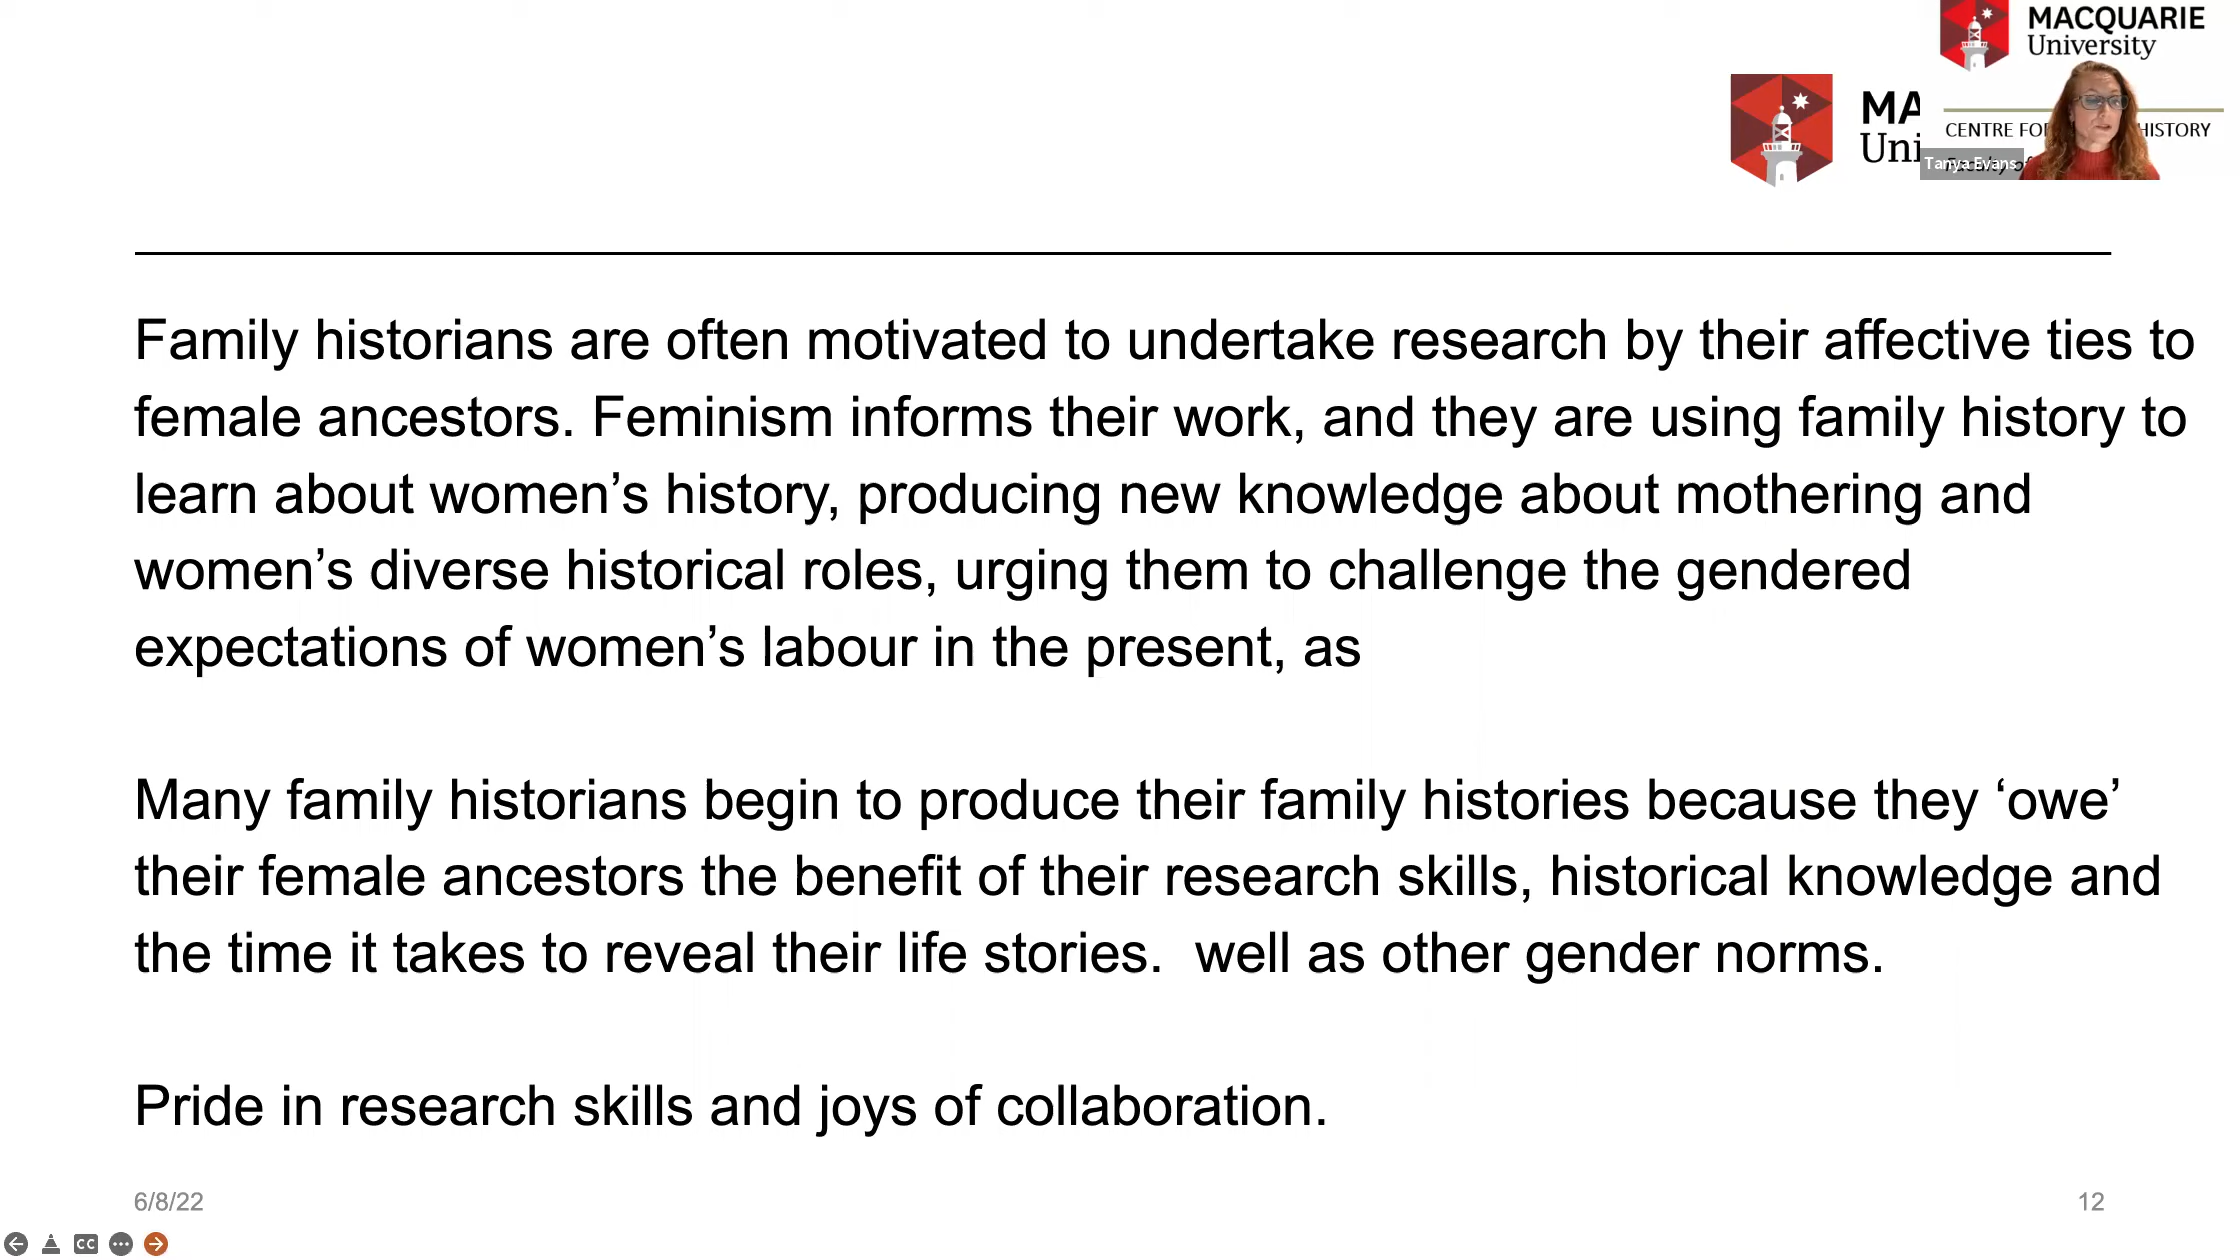 MACQUARIE
University
MA
Uni
CENTRE FOR HISTORY
Tanya Evans
Faculty of
Family historians are often motivated to undertake research by their affective ties to
female ancestors. Feminism informs their work, and they are using family history to
learn about women’s history, producing new knowledge about mothering and
women’s diverse historical roles, urging them to challenge the gendered
expectations of women’s labour in the present, as
Many family historians begin to produce their family histories because they ‘owe’
their female ancestors the benefit of their research skills, historical knowledge and
the time it takes to reveal their life stories.  well as other gender norms.
Pride in research skills and joys of collaboration.
6/8/22
12
CC